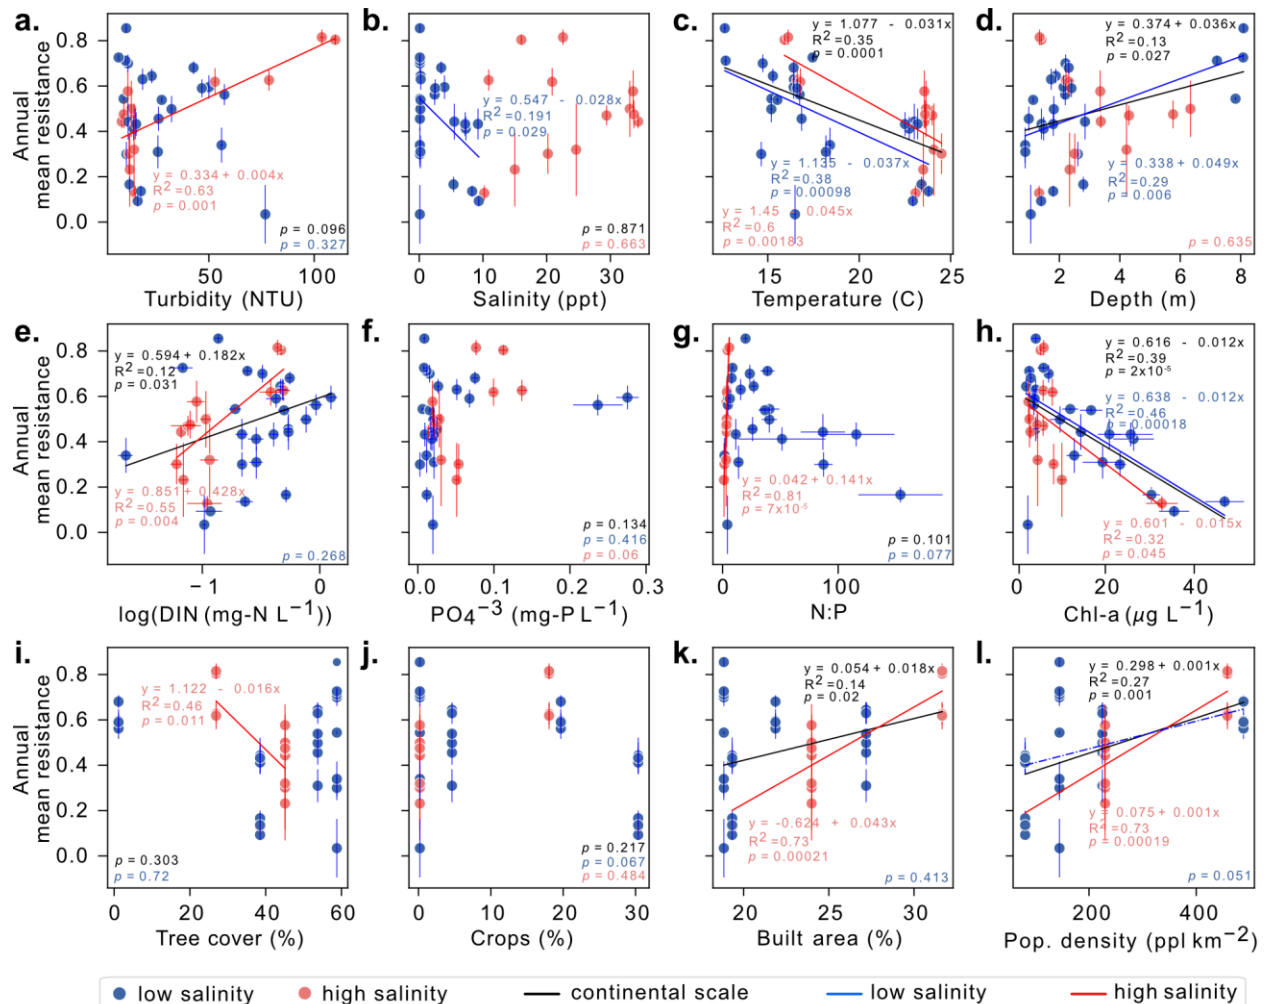 a.
b.
c.
d.
Annual
mean resistance
0.8
0.6
0.4
0.2
0.0
y = 0.334 + 0.004x
R2 =0.63
p = 0.001
p = 0.096
p = 0.327
50
100
Turbidity (NTU)
y = 0.547 - 0.028x
R2 =0.191
p = 0.029
p = 0.871
p = 0.663
0
10
20
30
Salinity (ppt)
y = 1.077 - 0.031x
R2 =0.35
p = 0.0001
y = 1.135 - 0.037x
R2 =0.38
p = 0.00098
y = 1.45 - 0.045x
R2 =0.6
p = 0.00183
15
20
25
Temperature (C)
y = 0.374 + 0.036x
R2 =0.13
p = 0.027
y = 0.338 + 0.049x
R2 =0.29
p = 0.006
p = 0.635
2
4
6
8
Depth (m)
e.
f.
g.
h.
Annual
mean resistance
0.8
0.6
0.4
0.2
0.0
y = 0.594 + 0.182x
R2 =0.12
p = 0.031
y = 0.851 + 0.428x
R2 =0.55
p = 0.004
p = 0.268
−1
0
log(DIN (mg-N L−1))
p = 0.134
p = 0.416
p = 0.06
0.0
0.1
0.2
0.3
PO4−3 (mg-P L−1)
y = 0.042 + 0.141x
R2 =0.81
p = 7x10-5
p = 0.101
p = 0.077
0
100
N:P
y = 0.616 - 0.012x
R2 =0.39
p = 2x10-5
y = 0.638 - 0.012x
R2 =0.46
p = 0.00018
y = 0.601 - 0.015x
R2 =0.32
p = 0.045
0
20
40
Chl-a (μg L−1)
i.
j.
k.
l.
Annual
mean resistance
0.8
0.6
0.4
0.2
0.0
y = 1.122 - 0.016x
R2 =0.46
p = 0.011
p = 0.303
p = 0.72
0
20
40
60
Tree cover (%)
p = 0.217
p = 0.067
p = 0.484
0
10
20
30
Crops (%)
y = 0.054 + 0.018x
R2 =0.14
p = 0.02
y = -0.624 + 0.043x
R2 =0.73
p = 0.00021
p = 0.413
20
25
30
Built area (%)
y = 0.298 + 0.001x
R2 =0.27
p = 0.001
y = 0.075 + 0.001x
R2 =0.73
p = 0.00019
p = 0.051
200
400
Pop. density (ppl km−2)
low salinity
high salinity
continental scale
low salinity
high salinity